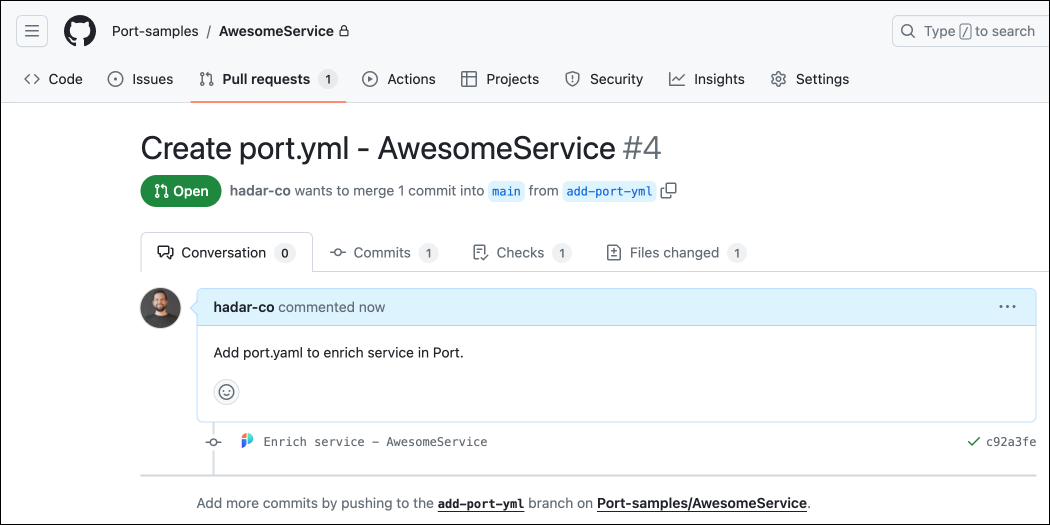 Port-samples / AwesomeService
Type / to search
Code Issues Pull requests 1 Actions Projects Security Insights Settings
Create port.yml - AwesomeService #4
Open hadar-co wants to merge 1 commit into main from add-port-yml
Conversation 0 Commits 1 Checks 1 Files changed 1
hadar-co commented now
Add port.yaml to enrich service in Port.
Enrich service - AwesomeService c92a3fe
Add more commits by pushing to the add-port-yml branch on Port-samples/AwesomeService.